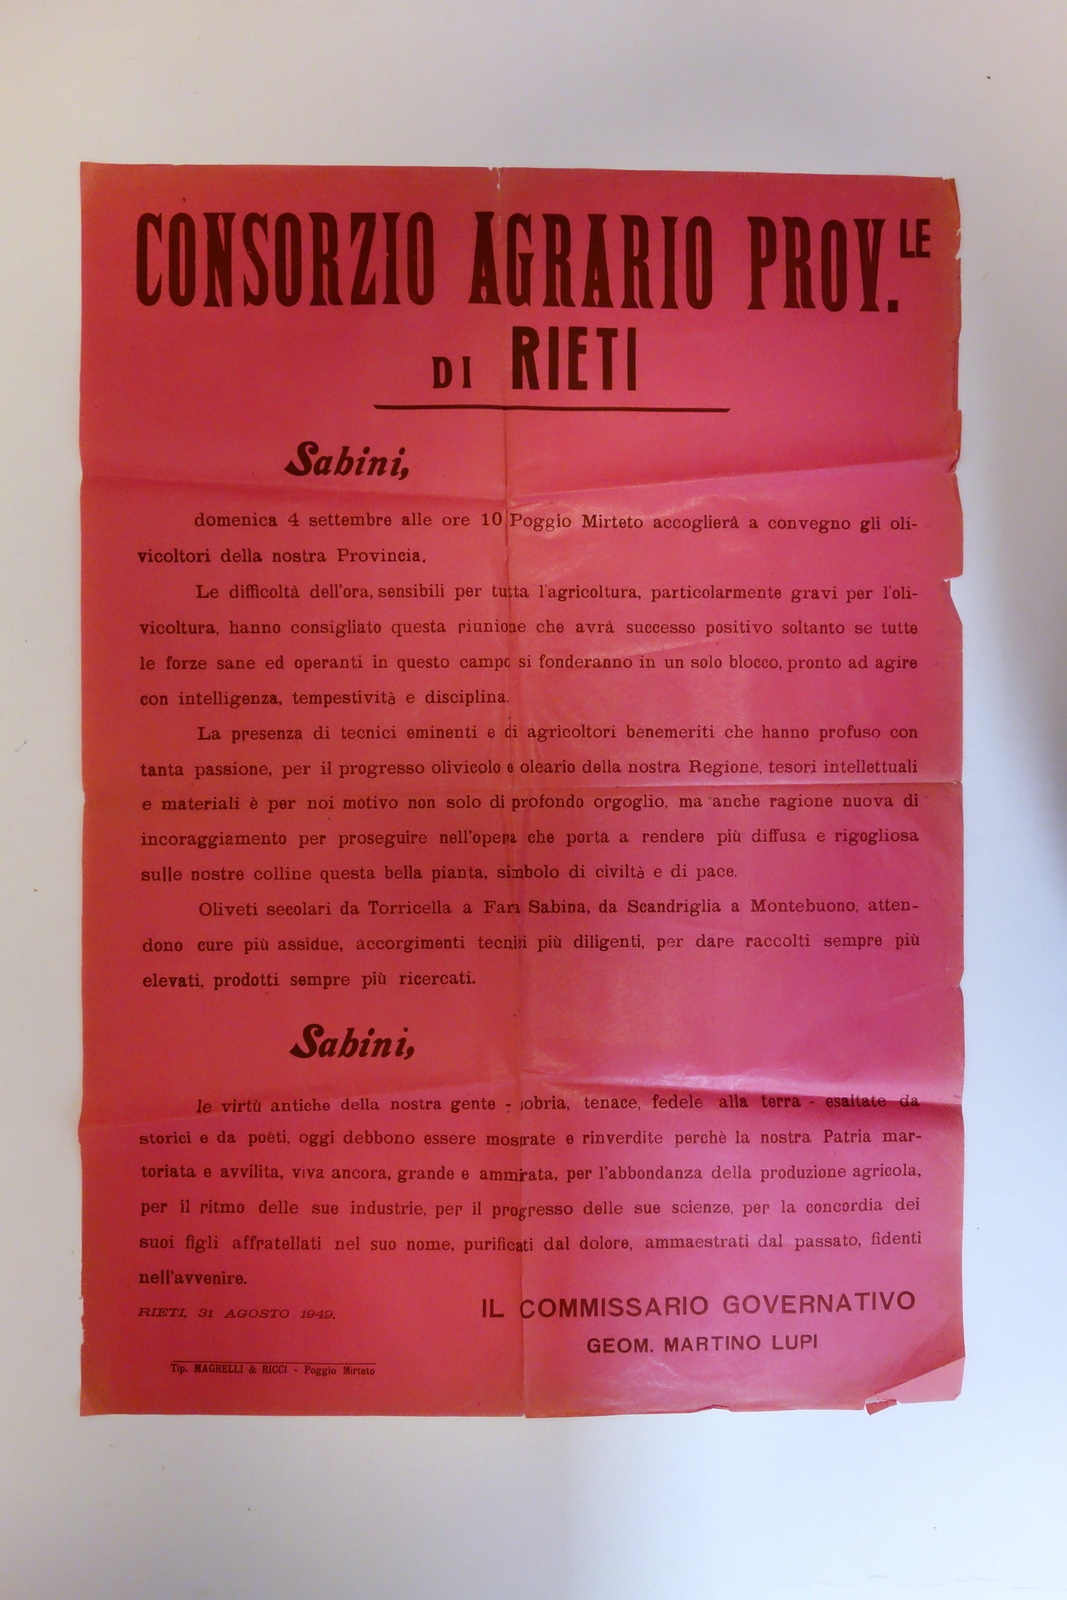 CONSORZIO AGRARIO PROV.LE
DI RIETI
Sabini,
domenica 4 settembre alle ore 10 Poggio Mirteto accoglierà a convegno gli oli-
vicoltori della nostra Provincia.
Le difficoltà dell'ora, sensibili per tutta l'agricoltura, particolarmente gravi per l'oli-
vicoltura, hanno consigliato questa riunione che avrà successo positivo soltanto se tutte
le forze sane ed operanti in questo campo si fonderanno in un solo blocco, pronto ad agire
con intelligenza, tempestività e disciplina.
La presenza di tecnici eminenti e di agricoltori benemeriti che hanno profuso con
tanta passione, per il progresso olivicolo e oleario della nostra Regione, tesori intellettuali
e materiali è per noi motivo non solo di profondo orgoglio, ma anche ragione nuova di
incoraggiamento per proseguire nell'opera che porta a rendere più diffusa e rigogliosa
sulle nostre colline questa bella pianta, simbolo di civiltà e di pace.
Oliveti secolari da Torricella a Fara Sabina, da Scandriglia a Montebuono, atten-
dono cure più assidue, accorgimenti tecnici più diligenti, per dare raccolti sempre più
elevati, prodotti sempre più ricercati.
Sabini,
le virtù antiche della nostra gente - sobria, tenace, fedele alla terra - esaltate da
storici e da poeti, oggi debbono essere mostrate e rinverdite perchè la nostra Patria mar-
toriata e avvilita, viva ancora, grande e ammirata, per l'abbondanza della produzione agricola,
per il ritmo delle sue industrie, per il progresso delle sue scienze, per la concordia dei
suoi figli affratellati nel suo nome, purificati dal dolore, ammaestrati dal passato, fidenti
nell'avvenire.
RIETI, 31 AGOSTO 1949.
IL COMMISSARIO GOVERNATIVO
GEOM. MARTINO LUPI
Tip. MAGRELLI & RICCI - Poggio Mirteto